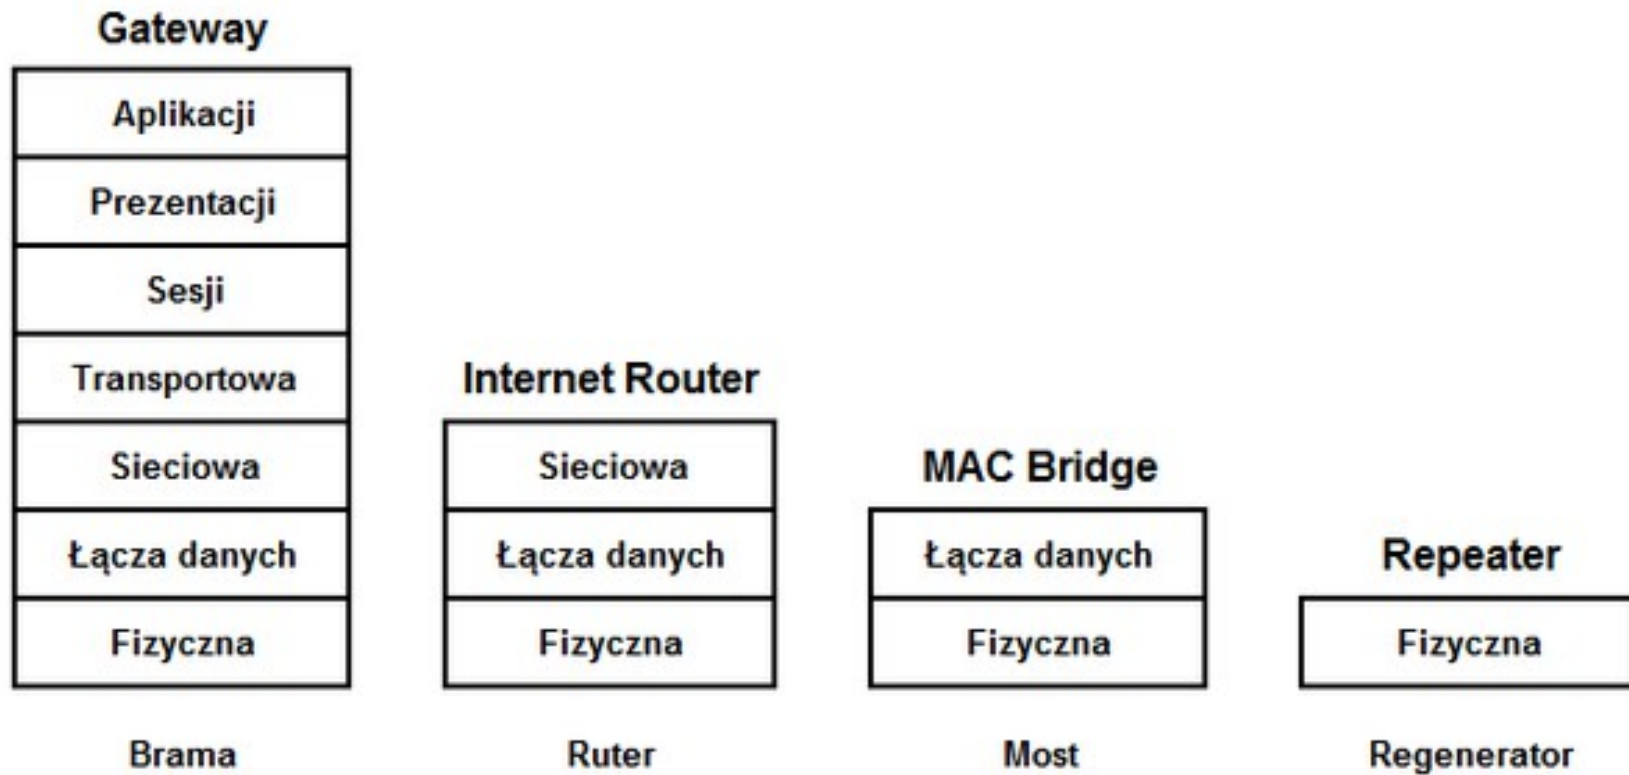 Gateway
Aplikacji
Prezentacji
Sesji
Transportowa
Sieciowa
Łącza danych
Fizyczna
Brama
Internet Router
Sieciowa
Łącza danych
Fizyczna
Ruter
MAC Bridge
Łącza danych
Fizyczna
Most
Repeater
Fizyczna
Regenerator